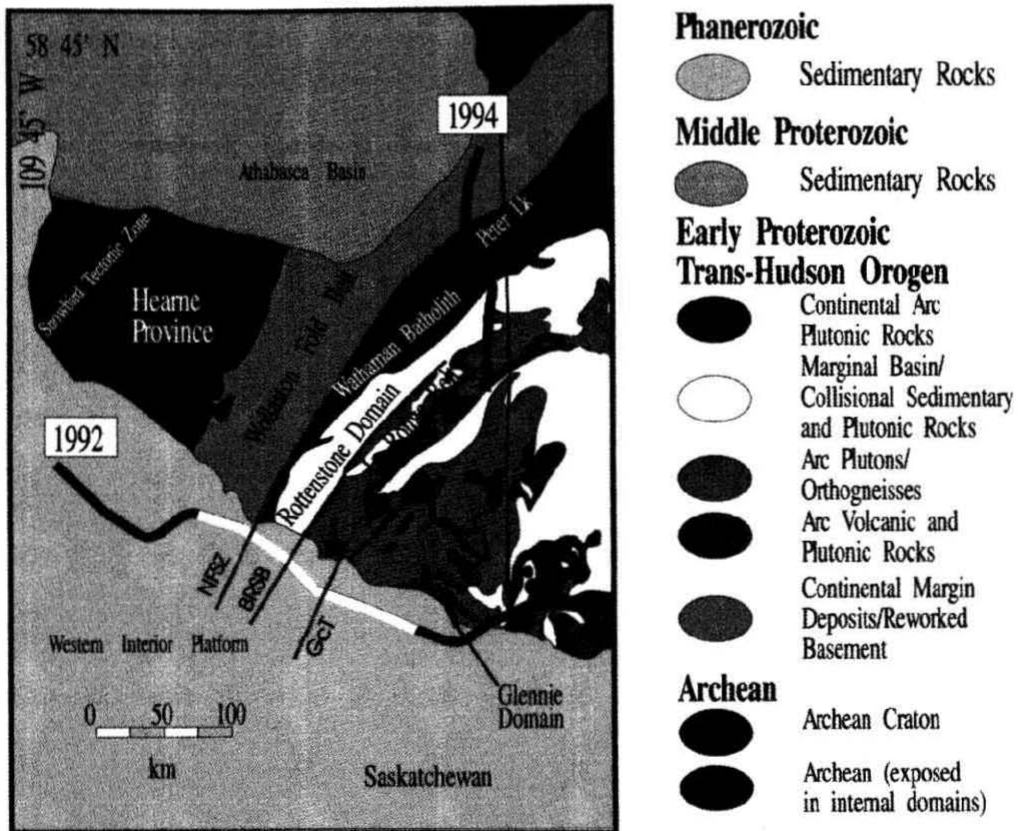 58 45' N
109 45' W
1994
Athabasca Basin
Peter Lk
Snowbird Tectonic Zone
Hearne
Province
Wollaston Fold Belt
Wathaman Batholith
Rottenstone Domain
1992
NFSZ
BRSB
GcT
Western Interior Platform
Glennie
Domain
0 50 100
km
Saskatchewan
Phanerozoic
Sedimentary Rocks
Middle Proterozoic
Sedimentary Rocks
Early Proterozoic
Trans-Hudson Orogen
Continental Arc
Plutonic Rocks
Marginal Basin/
Collisional Sedimentary
and Plutonic Rocks
Arc Plutons/
Orthogneisses
Arc Volcanic and
Plutonic Rocks
Continental Margin
Deposits/Reworked
Basement
Archean
Archean Craton
Archean (exposed
in internal domains)